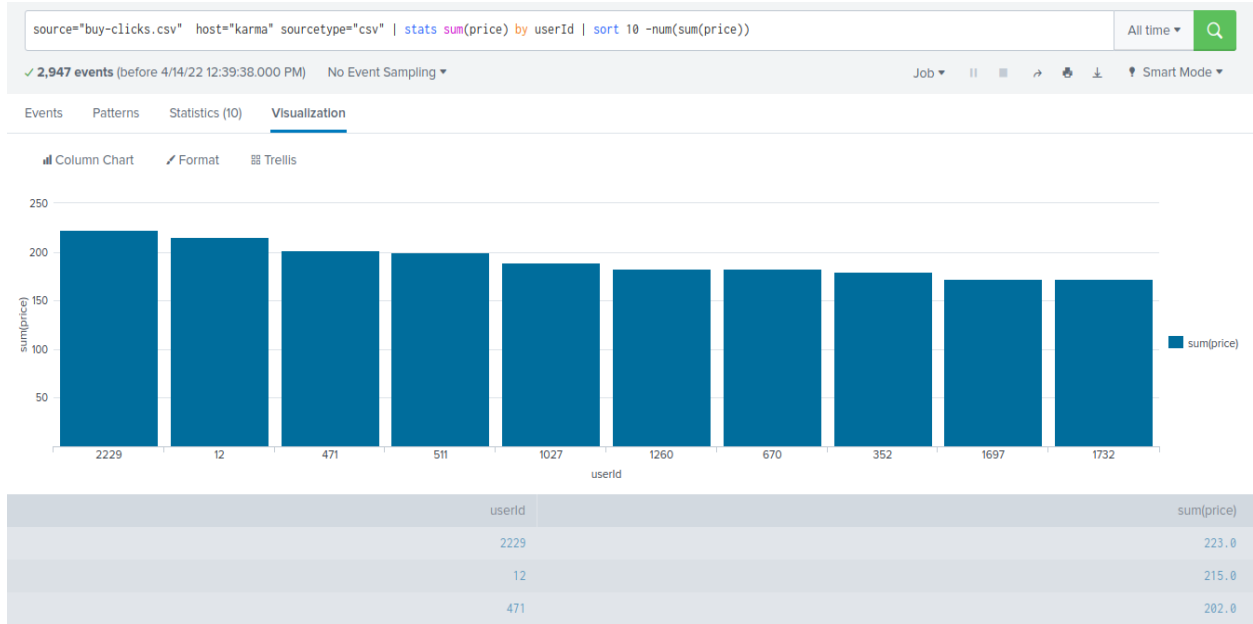 source="buy-clicks.csv"  host="karma" sourcetype="csv" | stats sum(price) by userId | sort 10 -num(sum(price))
All time ▾
✓ 2,947 events (before 4/14/22 12:39:38.000 PM) No Event Sampling ▾
Job ▾ Smart Mode ▾
Events Patterns Statistics (10) Visualization
Column Chart Format Trellis
250
200
150
100
50
sum(price)
sum(price)
2229 12 471 511 1027 1260 670 352 1697 1732
userId
userId sum(price)
2229 223.0
12 215.0
471 202.0